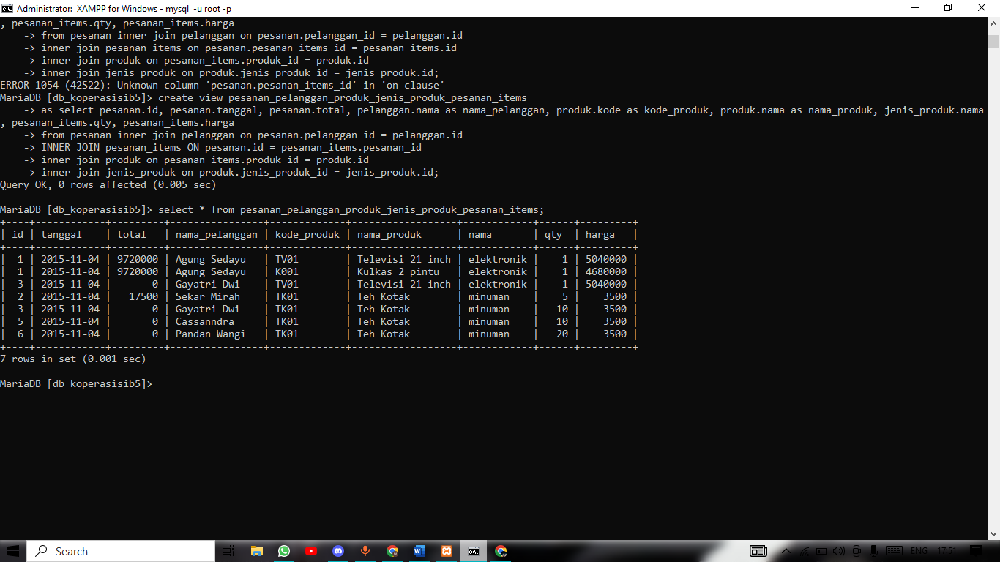 Administrator:  XAMPP for Windows - mysql  -u root -p
, pesanan_items.qty, pesanan_items.harga
    -> from pesanan inner join pelanggan on pesanan.pelanggan_id = pelanggan.id
    -> inner join pesanan_items on pesanan.pesanan_items_id = pesanan_items.id
    -> inner join produk on pesanan_items.produk_id = produk.id
    -> inner join jenis_produk on produk.jenis_produk_id = jenis_produk.id;
ERROR 1054 (42S22): Unknown column 'pesanan.pesanan_items_id' in 'on clause'
MariaDB [db_koperasisib5]> create view pesanan_pelanggan_produk_jenis_produk_pesanan_items
    -> as select pesanan.id, pesanan.tanggal, pesanan.total, pelanggan.nama as nama_pelanggan, produk.kode as kode_produk, produk.nama as nama_produk, jenis_produk.nama
, pesanan_items.qty, pesanan_items.harga
    -> from pesanan inner join pelanggan on pesanan.pelanggan_id = pelanggan.id
    -> INNER JOIN pesanan_items ON pesanan.id = pesanan_items.pesanan_id
    -> inner join produk on pesanan_items.produk_id = produk.id
    -> inner join jenis_produk on produk.jenis_produk_id = jenis_produk.id;
Query OK, 0 rows affected (0.005 sec)
MariaDB [db_koperasisib5]> select * from pesanan_pelanggan_produk_jenis_produk_pesanan_items;
+----+------------+---------+----------------+-------------+------------------+------------+------+---------+
| id | tanggal    | total   | nama_pelanggan | kode_produk | nama_produk      | nama       | qty  | harga   |
+----+------------+---------+----------------+-------------+------------------+------------+------+---------+
|  1 | 2015-11-04 | 9720000 | Agung Sedayu   | TV01        | Televisi 21 inch | elektronik |    1 | 5040000 |
|  1 | 2015-11-04 | 9720000 | Agung Sedayu   | K001        | Kulkas 2 pintu   | elektronik |    1 | 4680000 |
|  3 | 2015-11-04 |       0 | Gayatri Dwi    | TV01        | Televisi 21 inch | elektronik |    1 | 5040000 |
|  2 | 2015-11-04 |   17500 | Sekar Mirah    | TK01        | Teh Kotak        | minuman    |    5 |    3500 |
|  3 | 2015-11-04 |       0 | Gayatri Dwi    | TK01        | Teh Kotak        | minuman    |   10 |    3500 |
|  5 | 2015-11-04 |       0 | Cassanndra     | TK01        | Teh Kotak        | minuman    |   10 |    3500 |
|  6 | 2015-11-04 |       0 | Pandan Wangi   | TK01        | Teh Kotak        | minuman    |   20 |    3500 |
+----+------------+---------+----------------+-------------+------------------+------------+------+---------+
7 rows in set (0.001 sec)
MariaDB [db_koperasisib5]>
Search
ENG
17:51